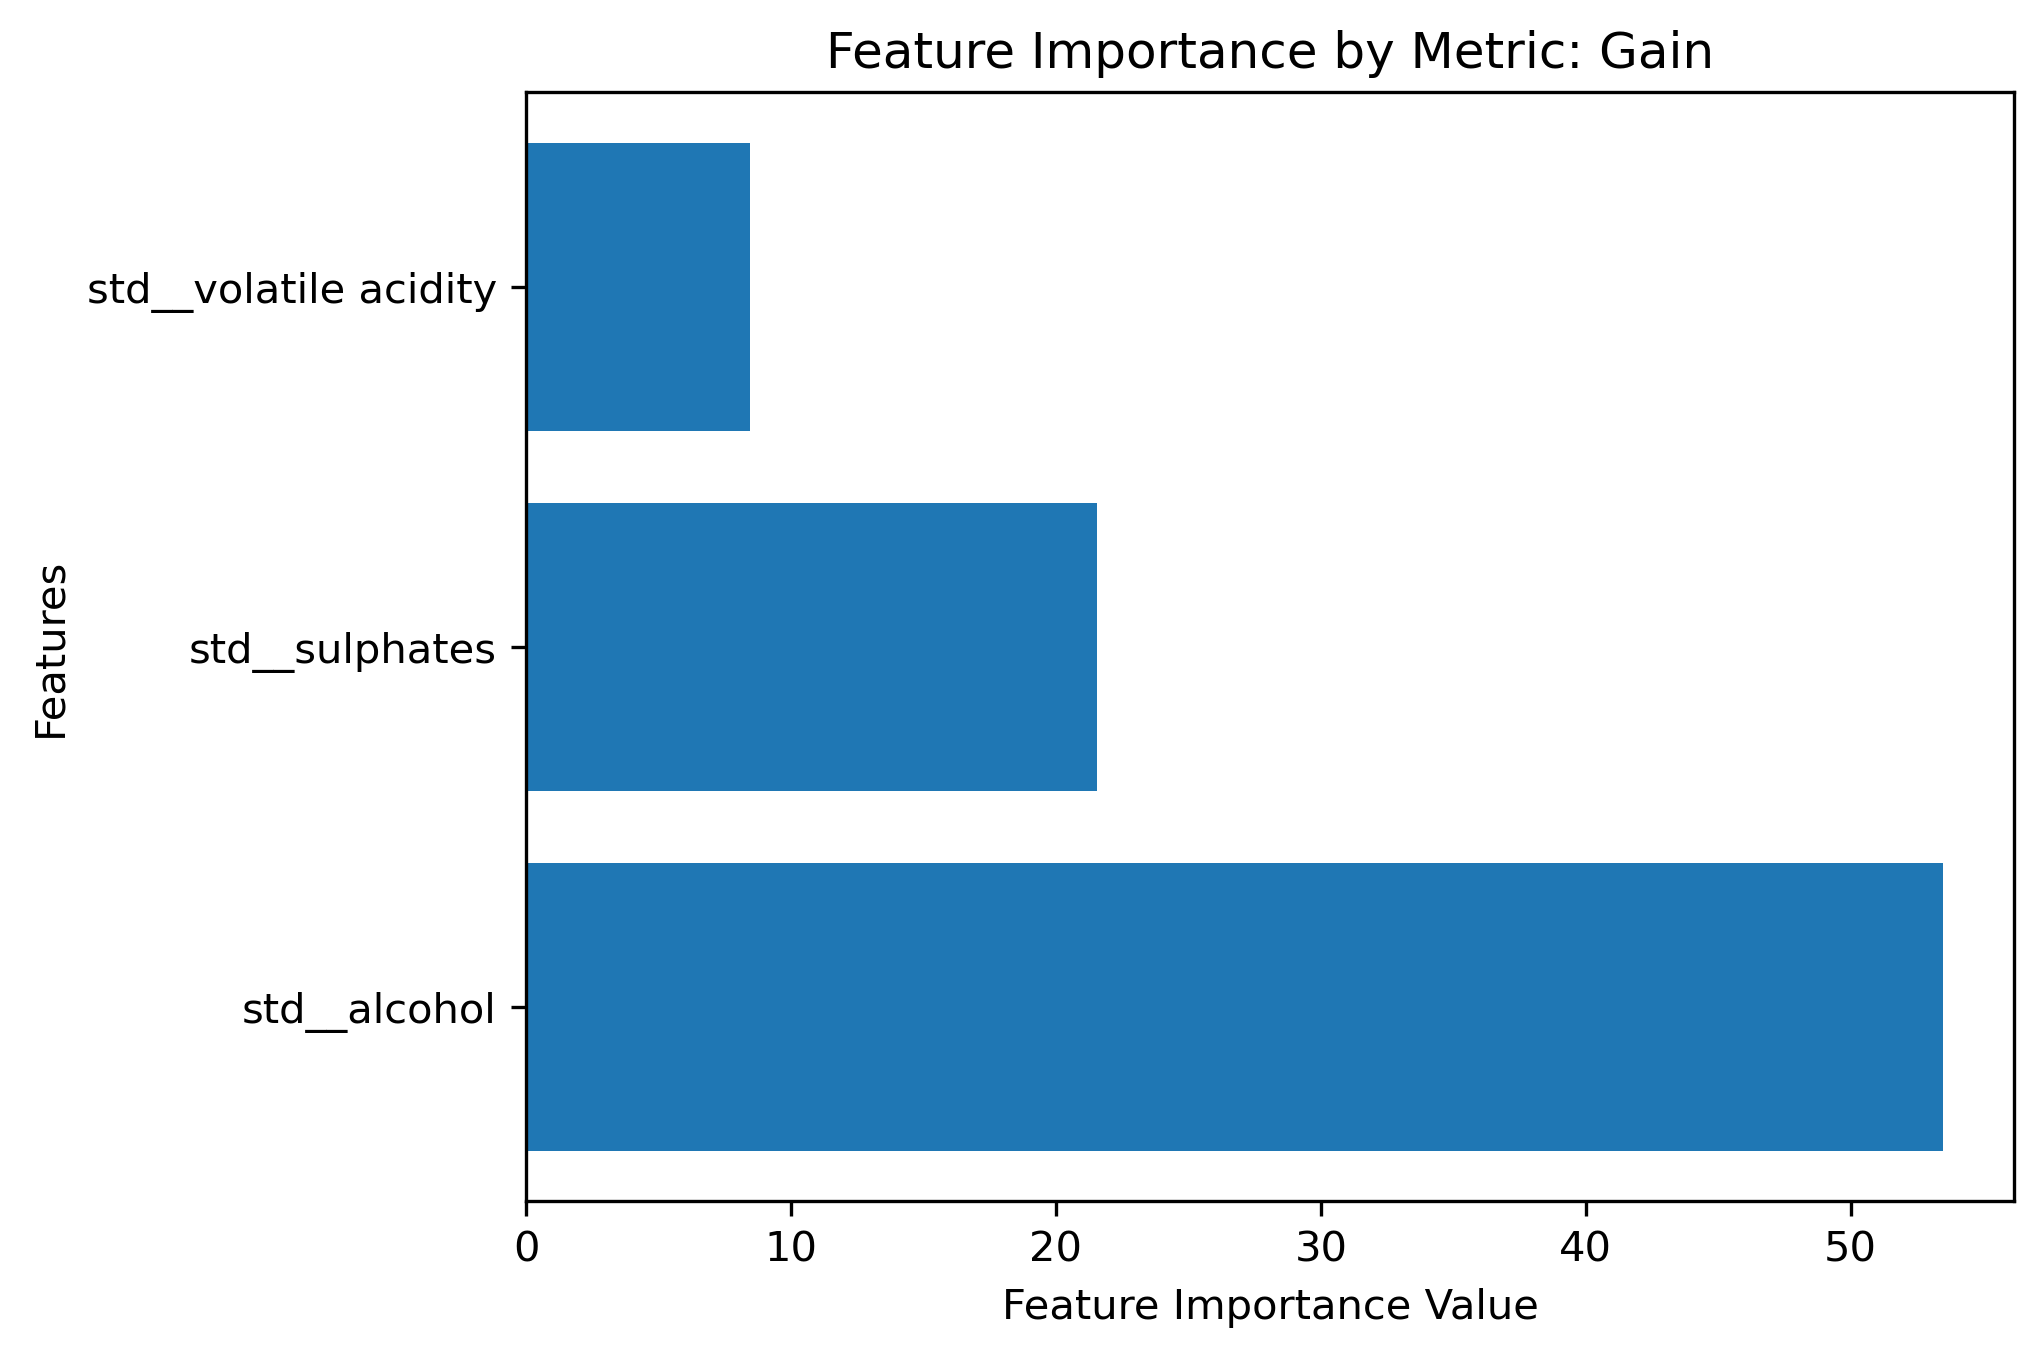 Feature Importance by Metric: Gain
std__volatile acidity
std__sulphates
std__alcohol
Features
0 10 20 30 40 50
Feature Importance Value